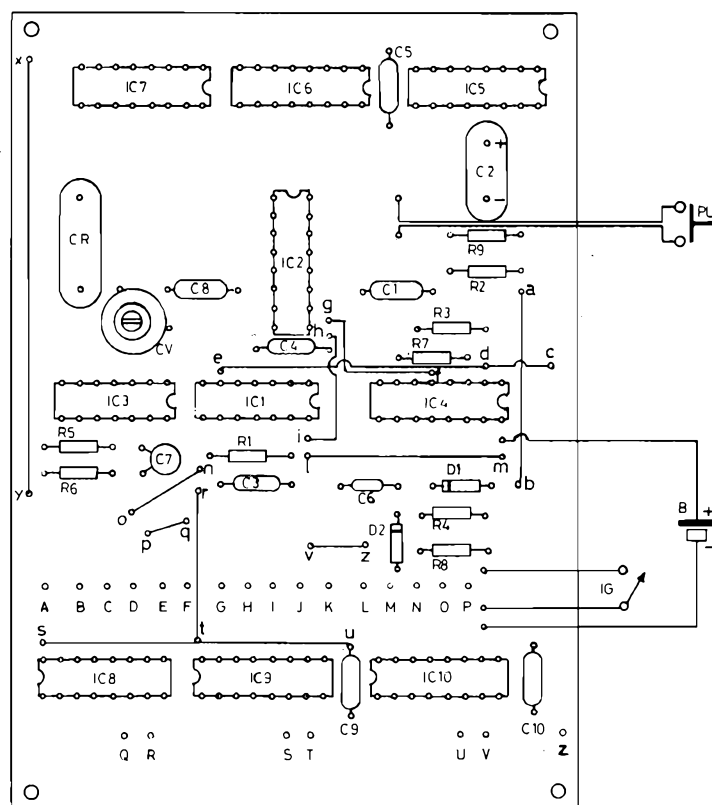 x
IC7
IC6
C5
IC5
C2
+
−
CR
IC2
PU
R9
R2
C8
C1
a
g
h
R3
CV
C4
R7
e
d
c
IC3
IC1
IC4
R5
C7
R1
i
R6
n
l
m
C3
C6
D1
b
y
r
o
q
p
D2
R4
R8
v
z
B
+
−
IG
A B C D E F G H I J K L M N O P
s
t
u
IC8
IC9
IC10
C9
C10
Q R S T U V Z